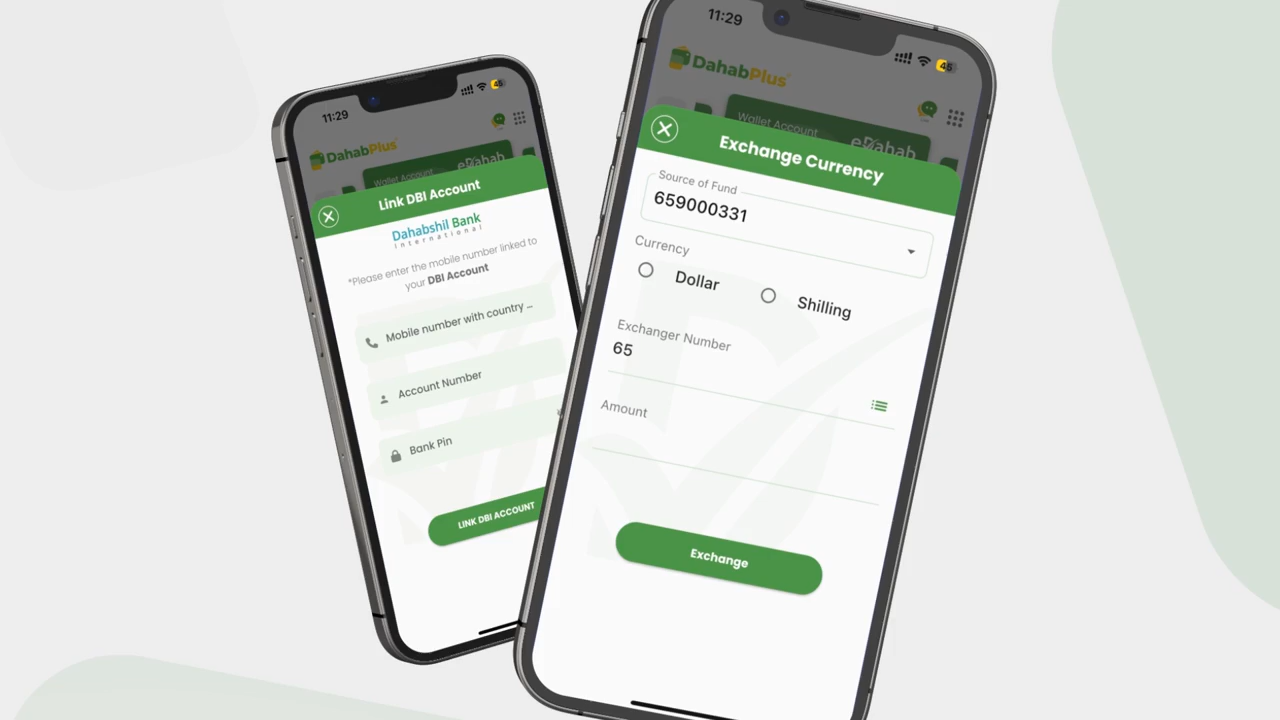 11:29
45
DahabPlus
Wallet Account
eDahab
Link DBI Account
Dahabshil Bank
International
*Please enter the mobile number linked to
your DBI Account
Mobile number with country ...
Account Number
Bank Pin
LINK DBI ACCOUNT
11:29
45
DahabPlus
Wallet Account
eDahab
Exchange Currency
Source of Fund
659000331
Currency
Dollar
Shilling
Exchanger Number
65
Amount
Exchange